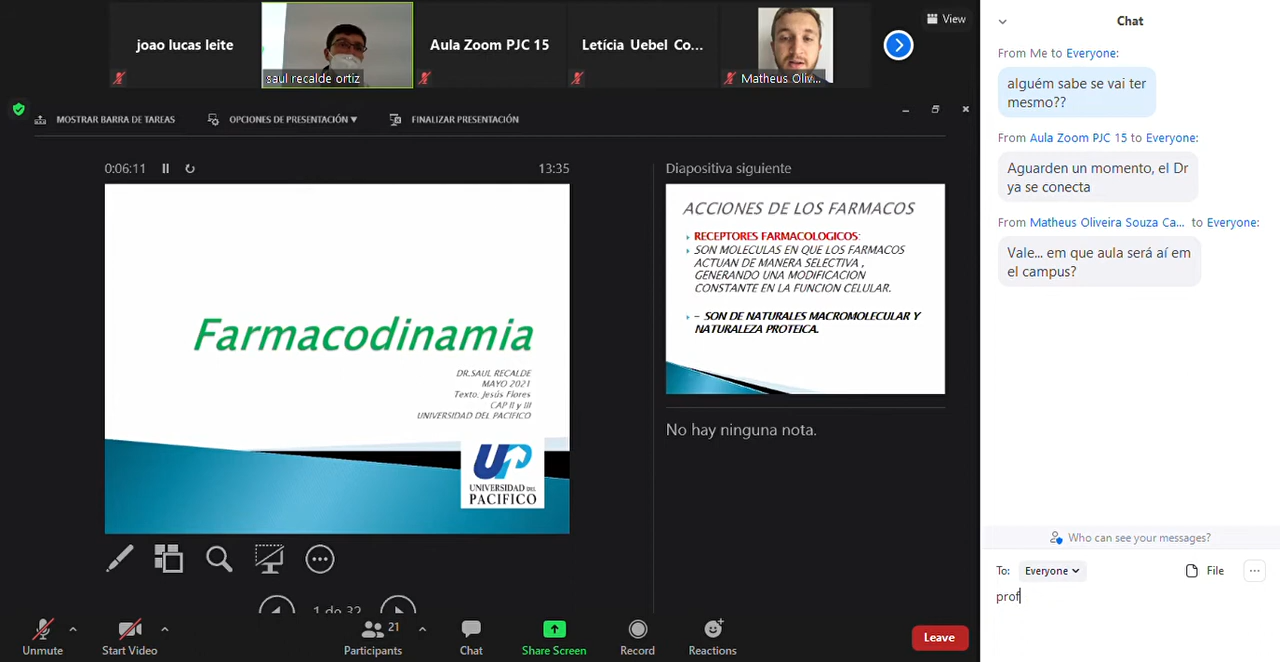 joao lucas leite
saul recalde ortiz
Aula Zoom PJC 15
Letícia Uebel Co...
Matheus Oliv...
View
MOSTRAR BARRA DE TAREAS
OPCIONES DE PRESENTACIÓN ▼
FINALIZAR PRESENTACIÓN
0:06:11
13:35
Farmacodinamia
DR.SAUL RECALDE
MAYO 2021
Texto. Jesús Flores
CAP II y III
UNIVERSIDAD DEL PACIFICO
UP
UNIVERSIDAD DEL
PACÍFICO
1 de 32
Diapositiva siguiente
ACCIONES DE LOS FARMACOS
RECEPTORES FARMACOLOGICOS:
SON MOLECULAS EN QUE LOS FARMACOS
ACTUAN DE MANERA SELECTIVA ,
GENERANDO UNA MODIFICACION
CONSTANTE EN LA FUNCION CELULAR.
- SON DE NATURALES MACROMOLECULAR Y
NATURALEZA PROTEICA.
No hay ninguna nota.
Unmute
Start Video
21
Participants
Chat
Share Screen
Record
Reactions
Leave
Chat
From Me to Everyone:
alguém sabe se vai ter
mesmo??
From Aula Zoom PJC 15 to Everyone:
Aguarden un momento, el Dr
ya se conecta
From Matheus Oliveira Souza Ca... to Everyone:
Vale... em que aula será aí em
el campus?
Who can see your messages?
To: Everyone
File
...
prof